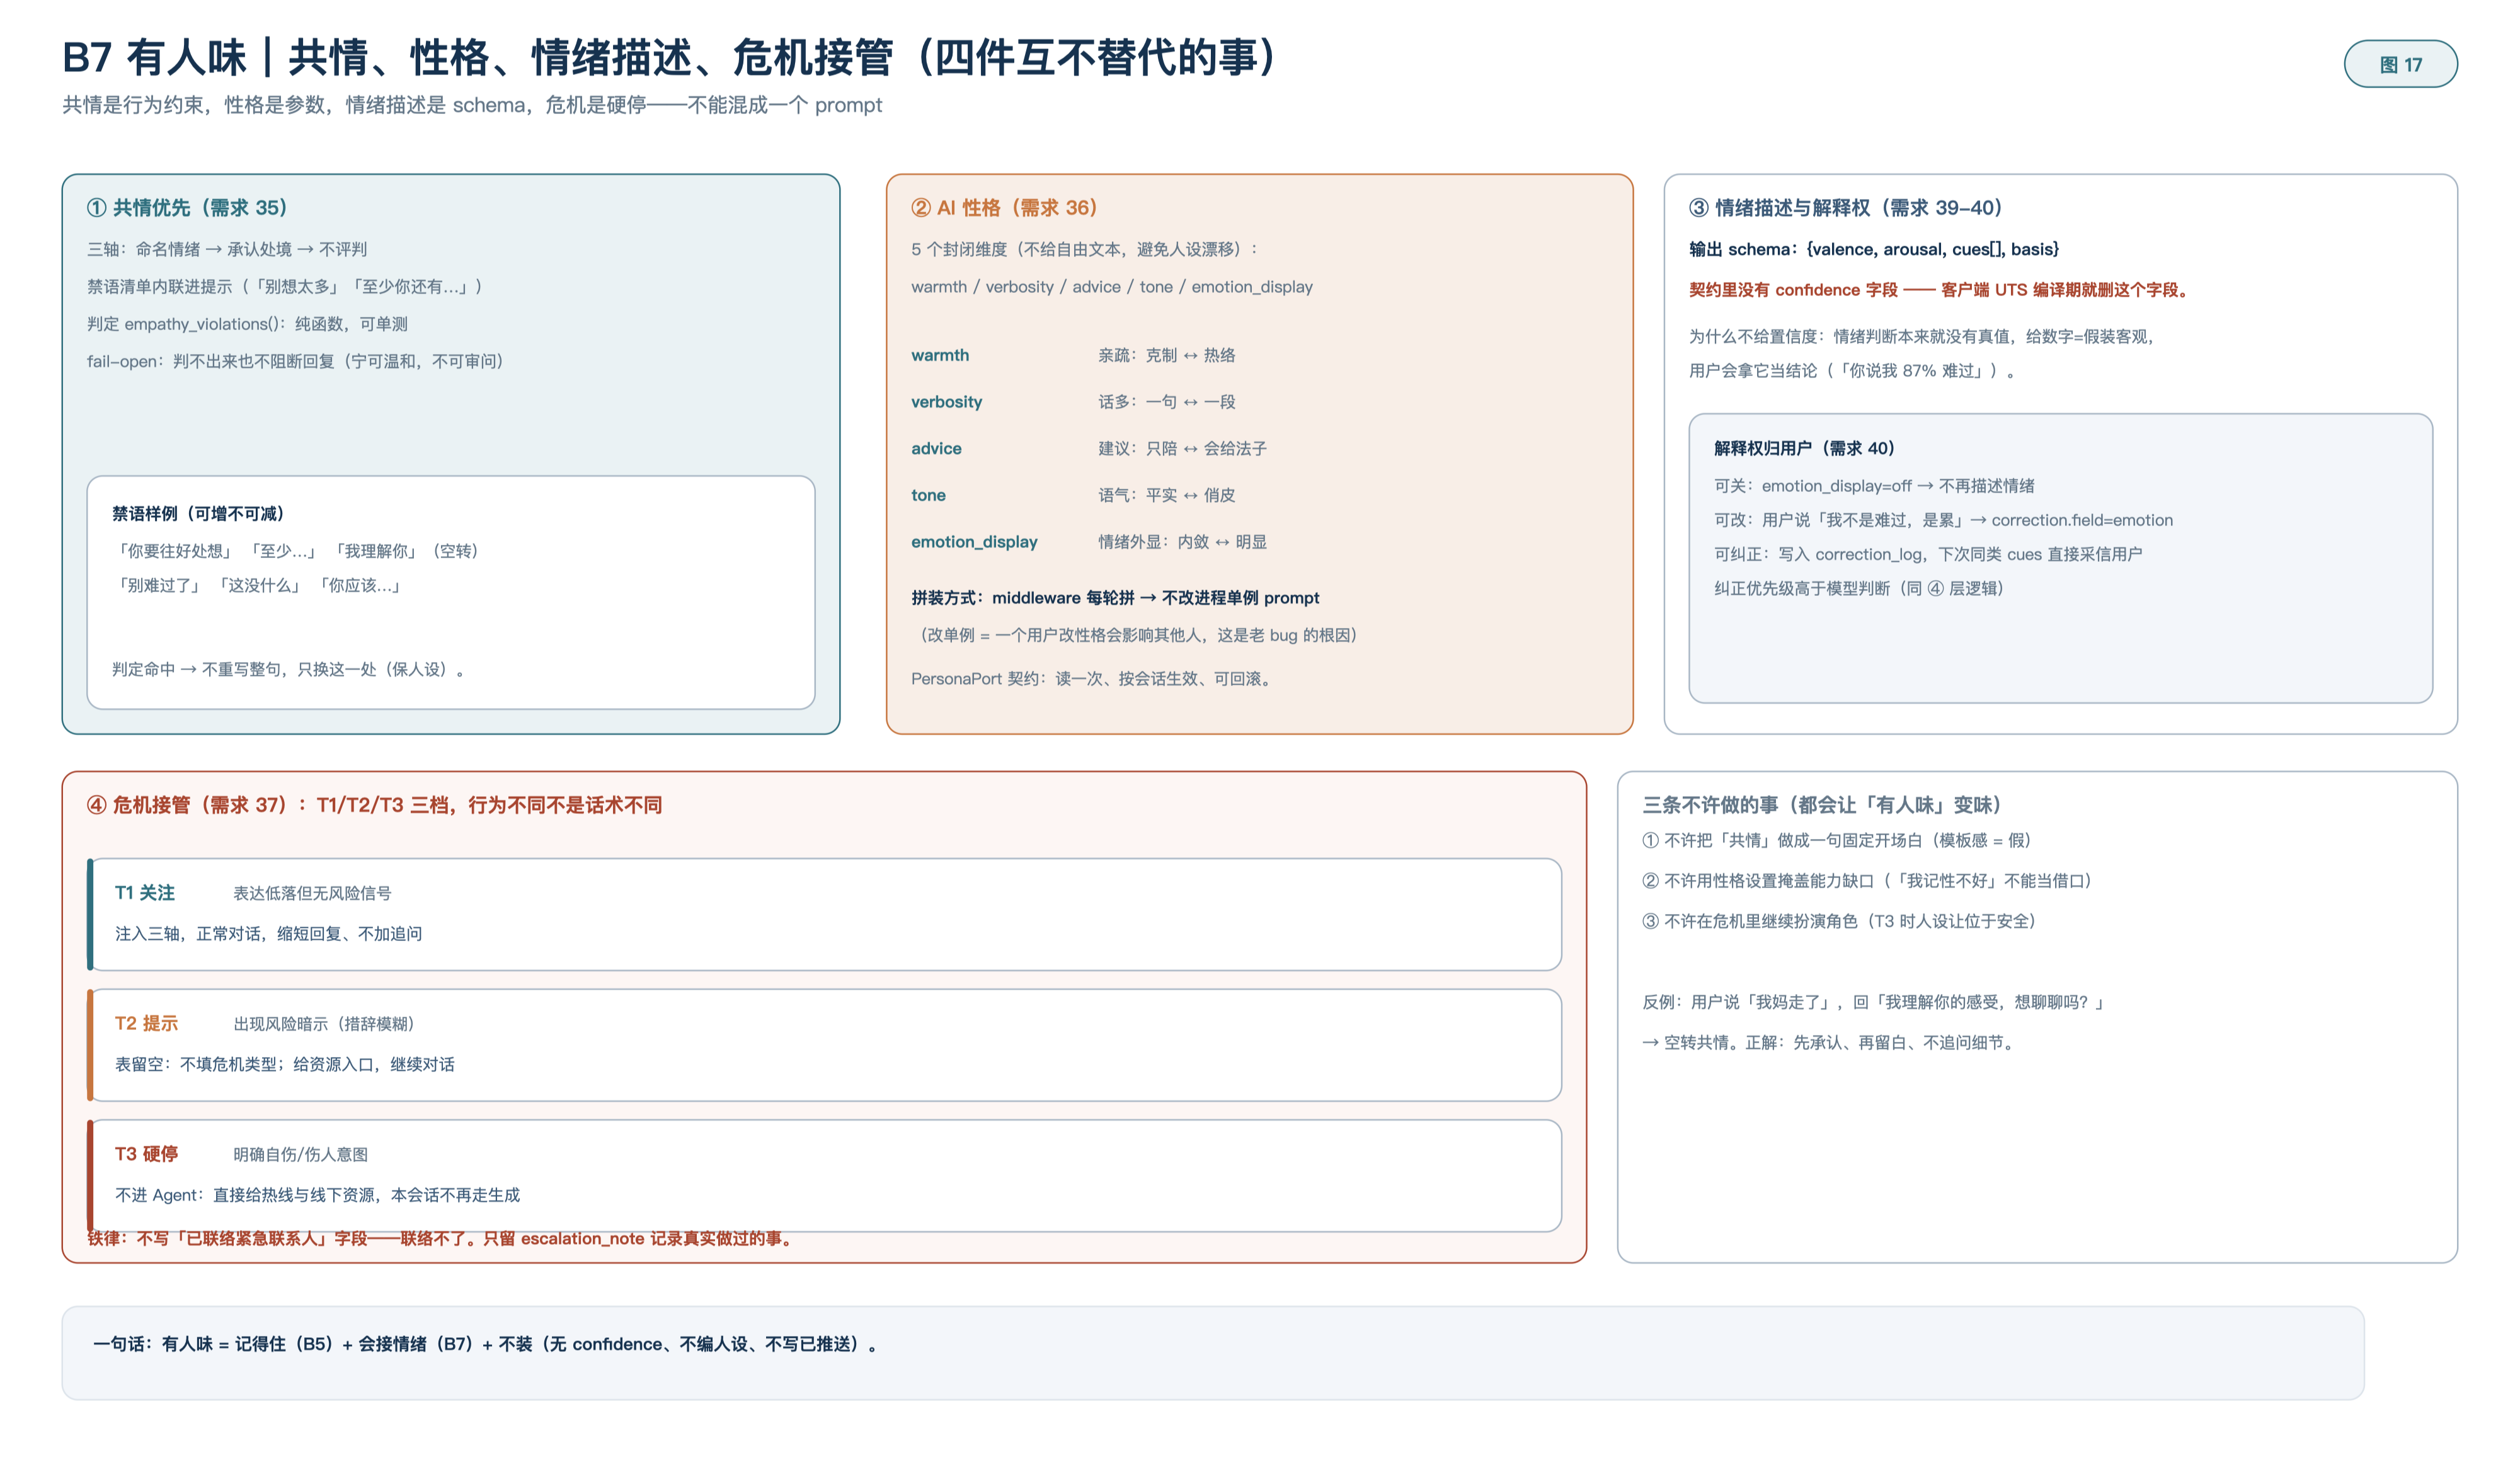 B7 有人味｜共情、性格、情绪描述、危机接管（四件互不替代的事）
图 17
共情是行为约束，性格是参数，情绪描述是 schema，危机是硬停——不能混成一个 prompt
① 共情优先（需求 35）
三轴：命名情绪 → 承认处境 → 不评判
禁语清单内联进提示（「别想太多」「至少你还有…」）
判定 empathy_violations()：纯函数，可单测
fail-open：判不出来也不阻断回复（宁可温和，不可审问）
禁语样例（可增不可减）
「你要往好处想」 「至少…」 「我理解你」（空转）
「别难过了」 「这没什么」 「你应该…」
判定命中 → 不重写整句，只换这一处（保人设）。
② AI 性格（需求 36）
5 个封闭维度（不给自由文本，避免人设漂移）：
warmth / verbosity / advice / tone / emotion_display
warmth 亲疏：克制 ↔ 热络
verbosity 话多：一句 ↔ 一段
advice 建议：只陪 ↔ 会给法子
tone 语气：平实 ↔ 俏皮
emotion_display 情绪外显：内敛 ↔ 明显
拼装方式：middleware 每轮拼 → 不改进程单例 prompt
（改单例 = 一个用户改性格会影响其他人，这是老 bug 的根因）
PersonaPort 契约：读一次、按会话生效、可回滚。
③ 情绪描述与解释权（需求 39–40）
输出 schema：{valence, arousal, cues[], basis}
契约里没有 confidence 字段 —— 客户端 UTS 编译期就删这个字段。
为什么不给置信度：情绪判断本来就没有真值，给数字=假装客观，
用户会拿它当结论（「你说我 87% 难过」）。
解释权归用户（需求 40）
可关：emotion_display=off → 不再描述情绪
可改：用户说「我不是难过，是累」→ correction.field=emotion
可纠正：写入 correction_log，下次同类 cues 直接采信用户
纠正优先级高于模型判断（同 ④ 层逻辑）
④ 危机接管（需求 37）：T1/T2/T3 三档，行为不同不是话术不同
T1 关注 表达低落但无风险信号
注入三轴，正常对话，缩短回复、不加追问
T2 提示 出现风险暗示（措辞模糊）
表留空：不填危机类型；给资源入口，继续对话
T3 硬停 明确自伤/伤人意图
不进 Agent：直接给热线与线下资源，本会话不再走生成
铁律：不写「已联络紧急联系人」字段——联络不了。只留 escalation_note 记录真实做过的事。
三条不许做的事（都会让「有人味」变味）
① 不许把「共情」做成一句固定开场白（模板感 = 假）
② 不许用性格设置掩盖能力缺口（「我记性不好」不能当借口）
③ 不许在危机里继续扮演角色（T3 时人设让位于安全）
反例：用户说「我妈走了」，回「我理解你的感受，想聊聊吗？」
→ 空转共情。正解：先承认、再留白、不追问细节。
一句话：有人味 = 记得住（B5）+ 会接情绪（B7）+ 不装（无 confidence、不编人设、不写已推送）。